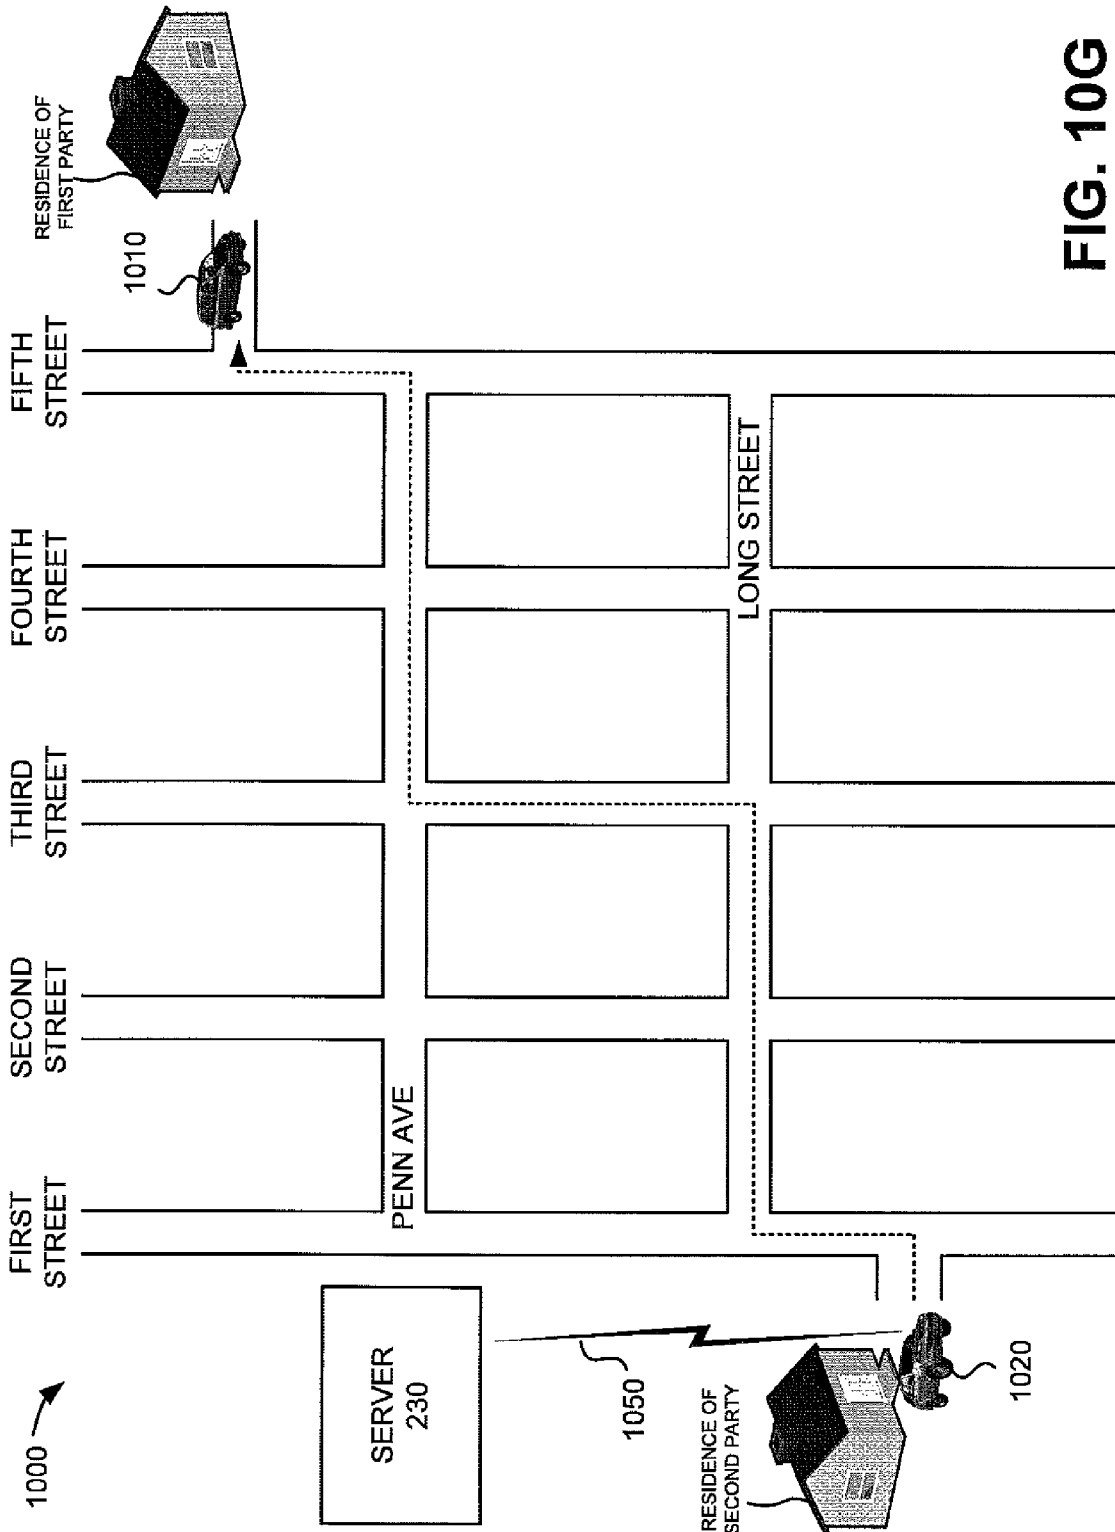 1000
FIRST
STREET
SECOND
STREET
THIRD
STREET
FOURTH
STREET
FIFTH
STREET
RESIDENCE OF
FIRST PARTY
1010
SERVER
230
PENN AVE
1050
LONG STREET
RESIDENCE OF
SECOND PARTY
1020
FIG. 10G